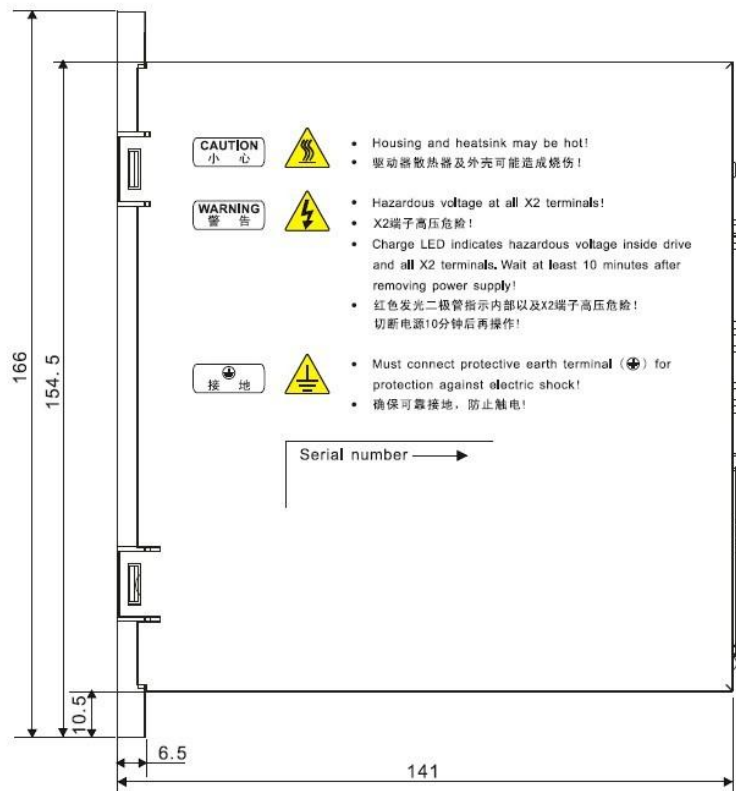 CAUTION
小 心
• Housing and heatsink may be hot!
• 驱动器散热器及外壳可能造成烧伤!
WARNING
警 告
• Hazardous voltage at all X2 terminals!
• X2端子高压危险!
• Charge LED indicates hazardous voltage inside drive
and all X2 terminals. Wait at least 10 minutes after
removing power supply!
• 红色发光二极管指示内部以及X2端子高压危险!
切断电源10分钟后再操作!
接 地
• Must connect protective earth terminal (⏚) for
protection against electric shock!
• 确保可靠接地，防止触电!
Serial number
166
154.5
10.5
6.5
141